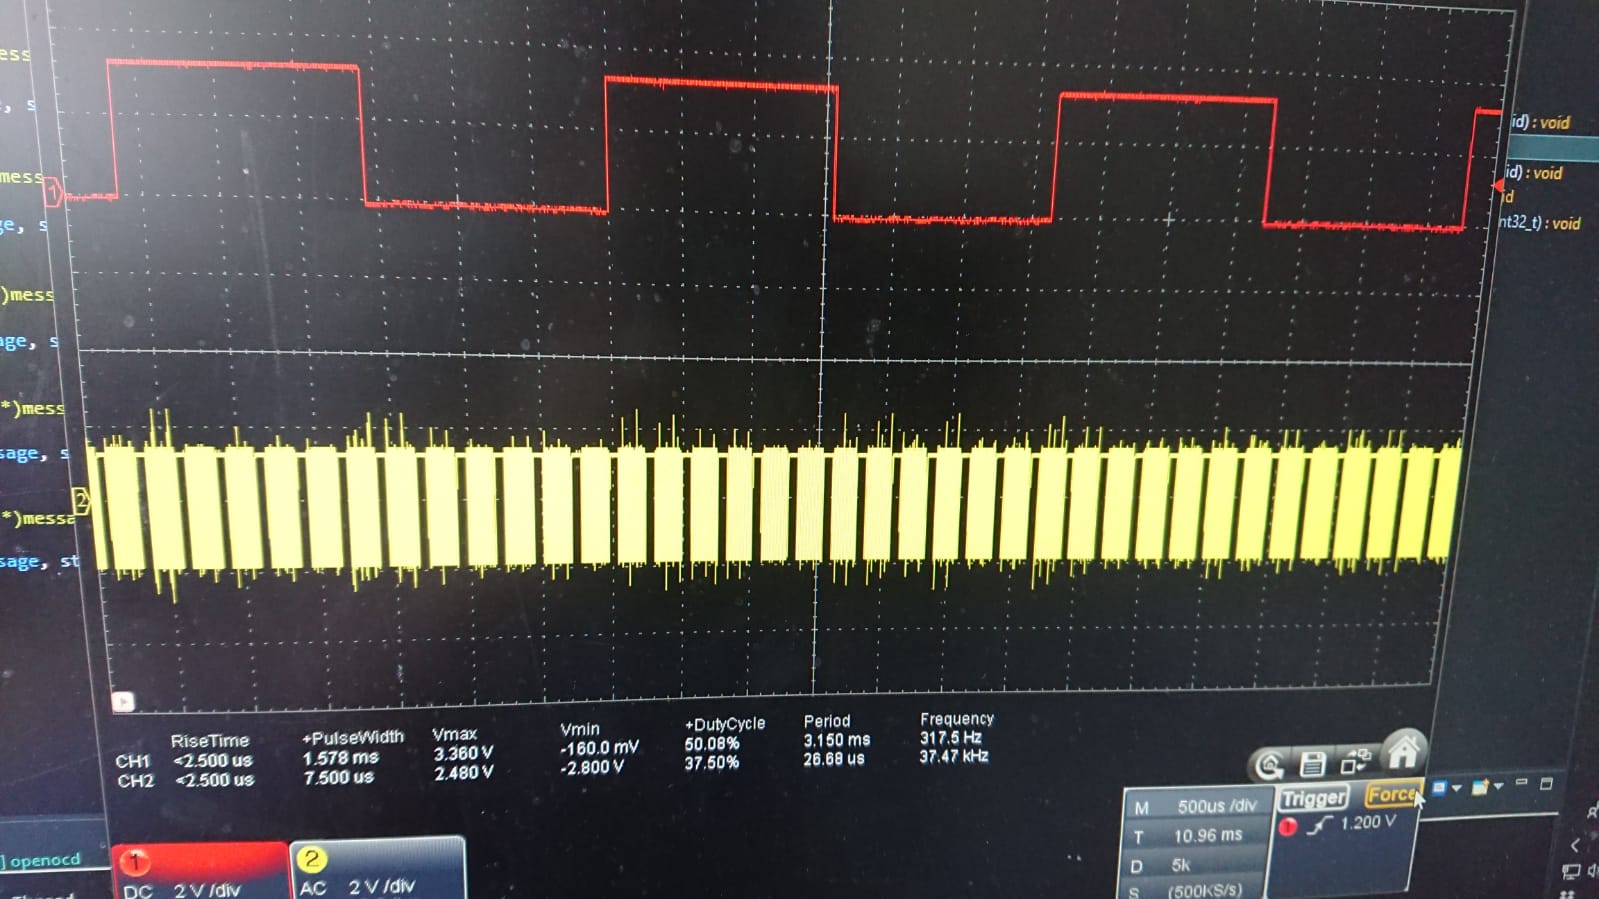 ess
, s
mess
ge, s
)mess
age, s
*)mess
sage, s
*)messa
sage, st
] openocd
id) : void
id) : void
id
nt32_t) : void
1
2
RiseTime +PulseWidth Vmax Vmin +DutyCycle Period Frequency
CH1 <2.500 us 1.578 ms 3.360 V -160.0 mV 50.08% 3.150 ms 317.5 Hz
CH2 <2.500 us 7.500 us 2.480 V -2.800 V 37.50% 26.68 us 37.47 kHz
1
DC 2 V/div
2
AC 2 V/div
M 500us /div
T 10.96 ms
D 5k
S (500KS/s)
Trigger Force
1 1.200 V